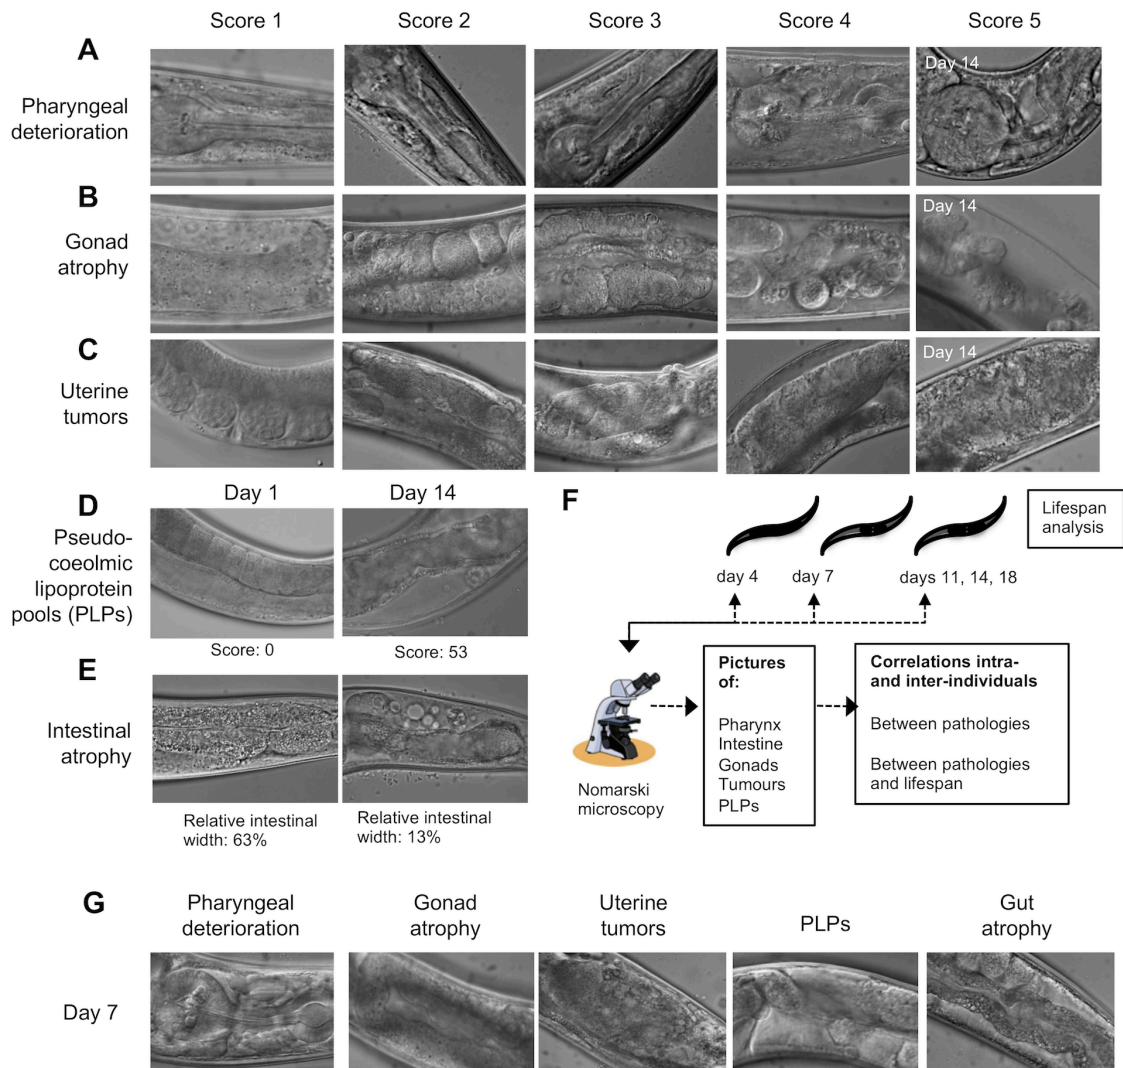 Score 1
Score 2
Score 3
Score 4
Score 5
A
Pharyngeal
deterioration
Day 14
B
Gonad
atrophy
Day 14
C
Uterine
tumors
Day 14
D
Day 1
Day 14
Pseudo-
coeolmic
lipoprotein
pools (PLPs)
Score: 0
Score: 53
E
Intestinal
atrophy
Relative intestinal
width: 63%
Relative intestinal
width: 13%
F
Lifespan
analysis
day 4
day 7
days 11, 14, 18
Nomarski
microscopy
Pictures
of:
Pharynx
Intestine
Gonads
Tumours
PLPs
Correlations intra-
and inter-individuals
Between pathologies
Between pathologies
and lifespan
G
Pharyngeal
deterioration
Gonad
atrophy
Uterine
tumors
PLPs
Gut
atrophy
Day 7